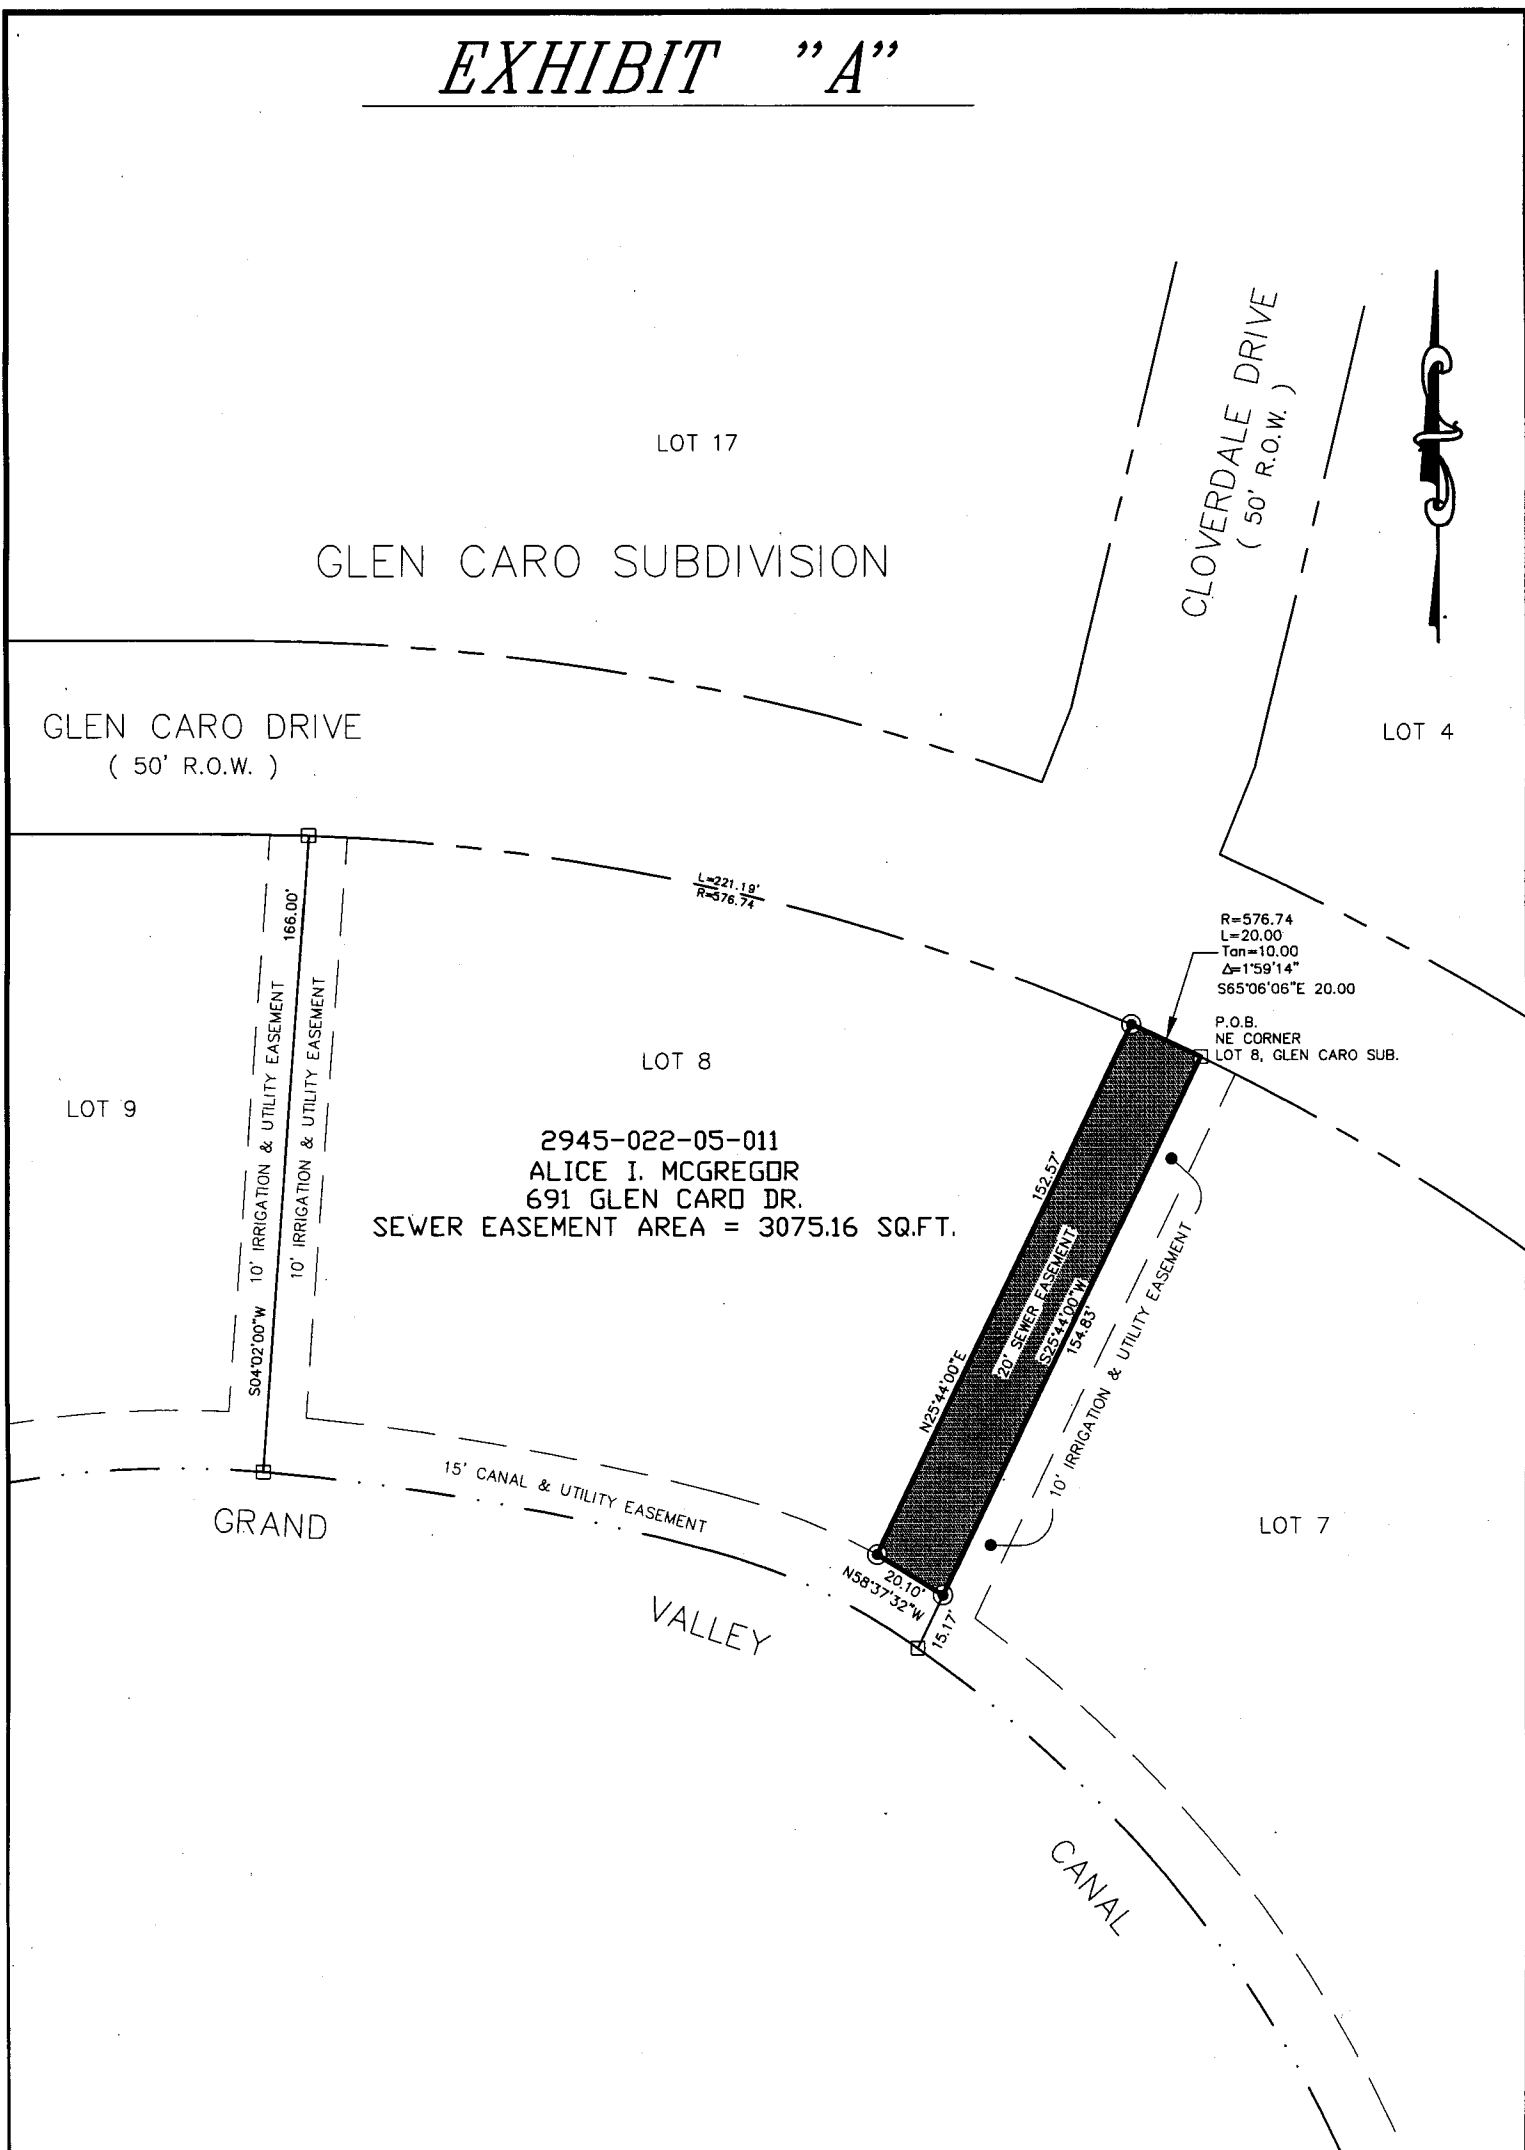 EXHIBIT "A"
CLOVERDALE DRIVE
( 50' R.O.W. )
LOT 17
GLEN CARO SUBDIVISION
GLEN CARO DRIVE
( 50' R.O.W. )
LOT 4
L=221.19'
R=576.74
166.00'
S04°02'00"W
10' IRRIGATION & UTILITY EASEMENT
10' IRRIGATION & UTILITY EASEMENT
R=576.74
L=20.00
Tan=10.00
Δ=1°59'14"
S65°06'06"E 20.00
P.O.B.
NE CORNER
LOT 8, GLEN CARO SUB.
LOT 8
LOT 9
2945-022-05-011
ALICE I. MCGREGOR
691 GLEN CARO DR.
SEWER EASEMENT AREA = 3075.16 SQ.FT.
152.57'
N25°44'00"E
20' SEWER EASEMENT
S25°44'00"W
154.83'
10' IRRIGATION & UTILITY EASEMENT
15' CANAL & UTILITY EASEMENT
LOT 7
20.10'
N58°37'32"W
15.17'
GRAND
VALLEY
CANAL